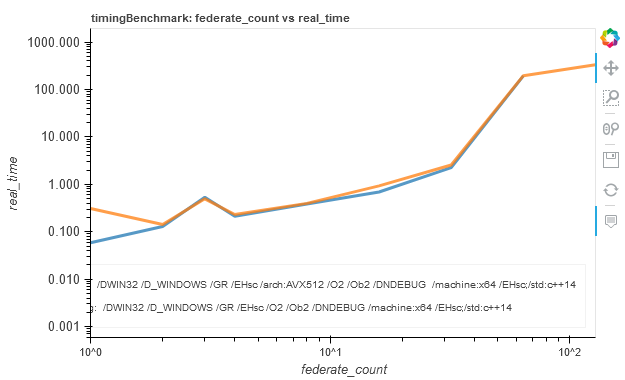 timingBenchmark: federate_count vs real_time
1000.000
100.000
10.000
1.000
0.100
0.010
0.001
real_time
/DWIN32 /D_WINDOWS /GR /EHsc /arch:AVX512 /O2 /Ob2 /DNDEBUG  /machine:x64 /EHsc;/std:c++14
g: /DWIN32 /D_WINDOWS /GR /EHsc /O2 /Ob2 /DNDEBUG /machine:x64 /EHsc;/std:c++14
10^0
10^1
10^2
federate_count